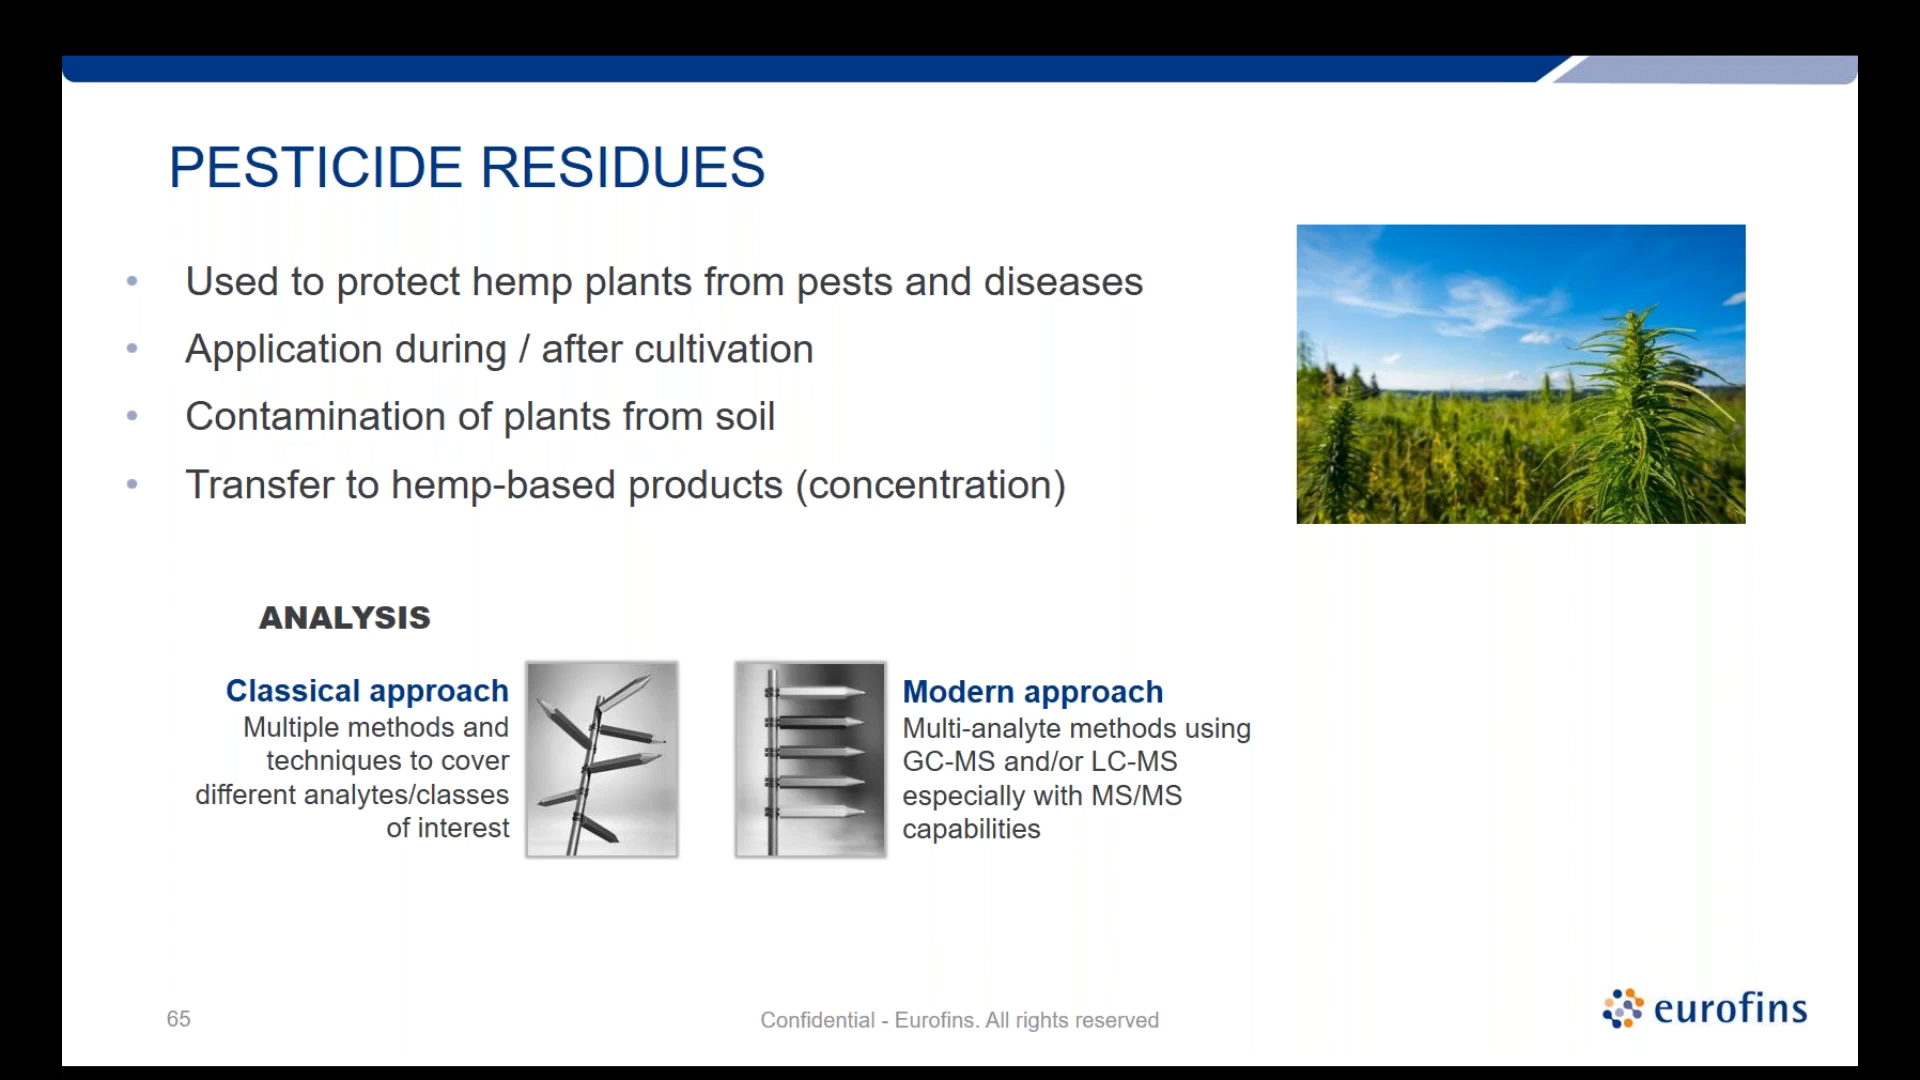 PESTICIDE RESIDUES
• Used to protect hemp plants from pests and diseases
• Application during / after cultivation
• Contamination of plants from soil
• Transfer to hemp-based products (concentration)
ANALYSIS
Classical approach
Multiple methods and
techniques to cover
different analytes/classes
of interest
Modern approach
Multi-analyte methods using
GC-MS and/or LC-MS
especially with MS/MS
capabilities
65
Confidential - Eurofins. All rights reserved
eurofins